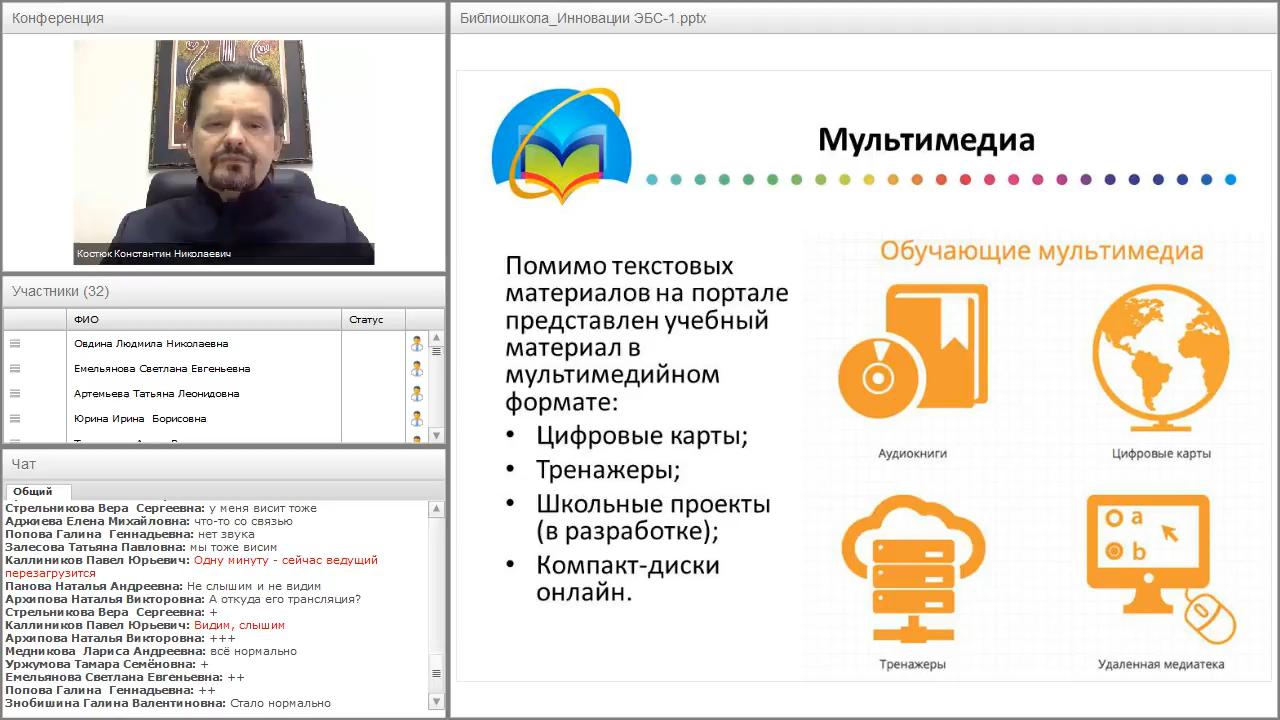 Конференция
Костюк Константин Николаевич
Участники (32)
ФИО
Статус
Овдина Людмила Николаевна
Емельянова Светлана Евгеньевна
Артемьева Татьяна Леонидовна
Юрина Ирина Борисовна
Чат
Общий
Стрельникова Вера Сергеевна: у меня висит тоже
Аджиева Елена Михайловна: что-то со связью
Попова Галина Геннадьевна: нет звука
Залесова Татьяна Павловна: мы тоже висим
Каллиников Павел Юрьевич: Одну минуту - сейчас ведущий
перезагрузится
Панова Наталья Андреевна: Не слышим и не видим
Архипова Наталья Викторовна: А откуда его трансляция?
Стрельникова Вера Сергеевна: +
Каллиников Павел Юрьевич: Видим, слышим
Архипова Наталья Викторовна: +++
Медникова Лариса Андреевна: всё нормально
Уржумова Тамара Семёновна: +
Емельянова Светлана Евгеньевна: ++
Попова Галина Геннадьевна: ++
Знобишина Галина Валентиновна: Стало нормально
Библиошкола_Инновации ЭБС-1.pptx
Мультимедиа
Помимо текстовых
материалов на портале
представлен учебный
материал в
мультимедийном
формате:
• Цифровые карты;
• Тренажеры;
• Школьные проекты
(в разработке);
• Компакт-диски
онлайн.
Обучающие мультимедиа
Аудиокниги
Цифровые карты
a
b
Тренажеры
Удаленная медиатека